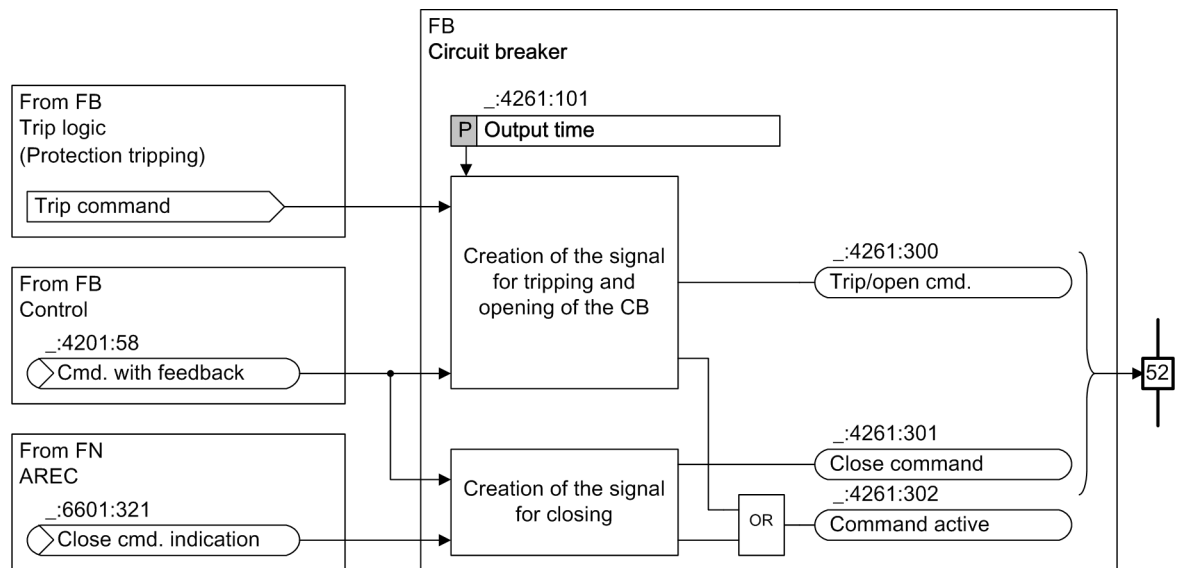 FB
Circuit breaker
_:4261:101
P Output time
From FB
Trip logic
(Protection tripping)
Trip command
Creation of the signal
for tripping and
opening of the CB
_:4261:300
Trip/open cmd.
From FB
Control
_:4201:58
Cmd. with feedback
52
From FN
AREC
_:6601:321
Close cmd. indication
Creation of the signal
for closing
_:4261:301
Close command
_:4261:302
OR
Command active